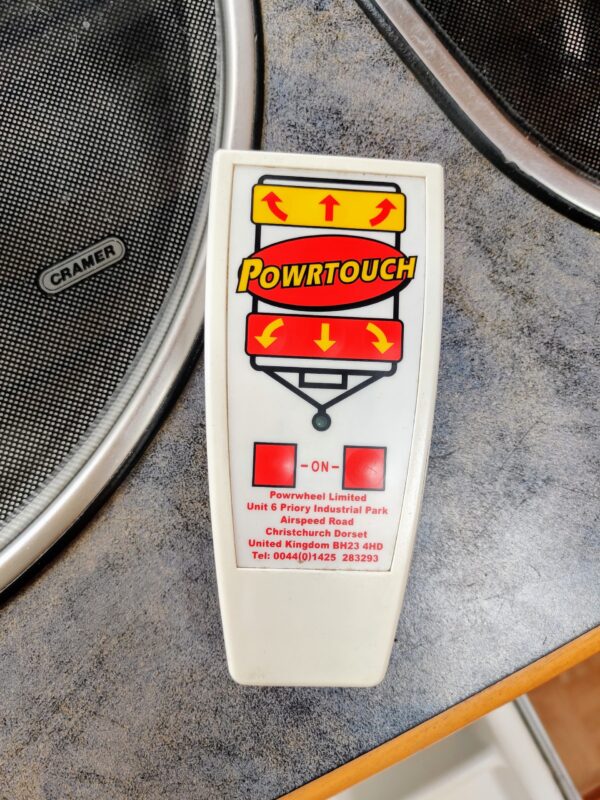 CRAMER
POWRTOUCH
-ON-
Powrwheel Limited
Unit 6 Priory Industrial Park
Airspeed Road
Christchurch Dorset
United Kingdom BH23 4HD
Tel: 0044(0)1425 283293